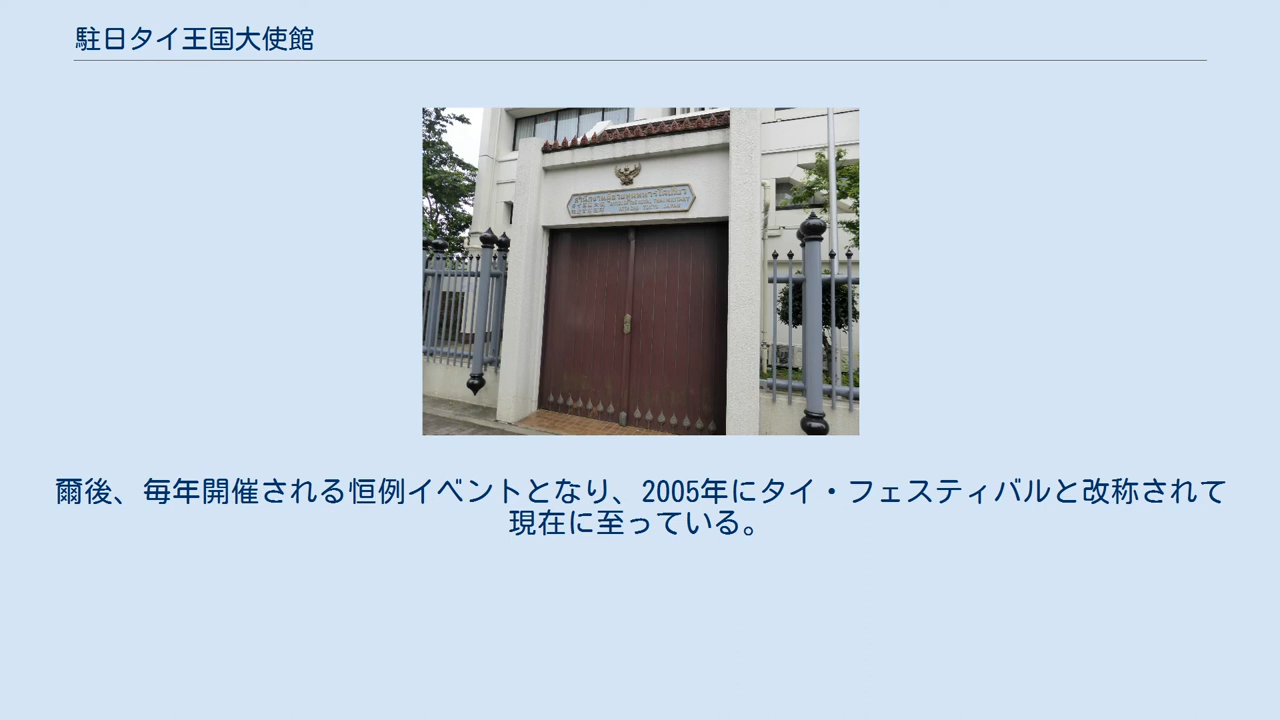 駐日タイ王国大使館
爾後、毎年開催される恒例イベントとなり、2005年にタイ・フェスティバルと改称されて
現在に至っている。